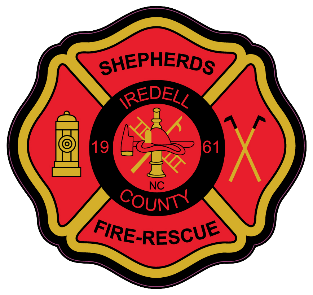 SHEPHERDS
IREDELL
19 61
NC
COUNTY
FIRE-RESCUE